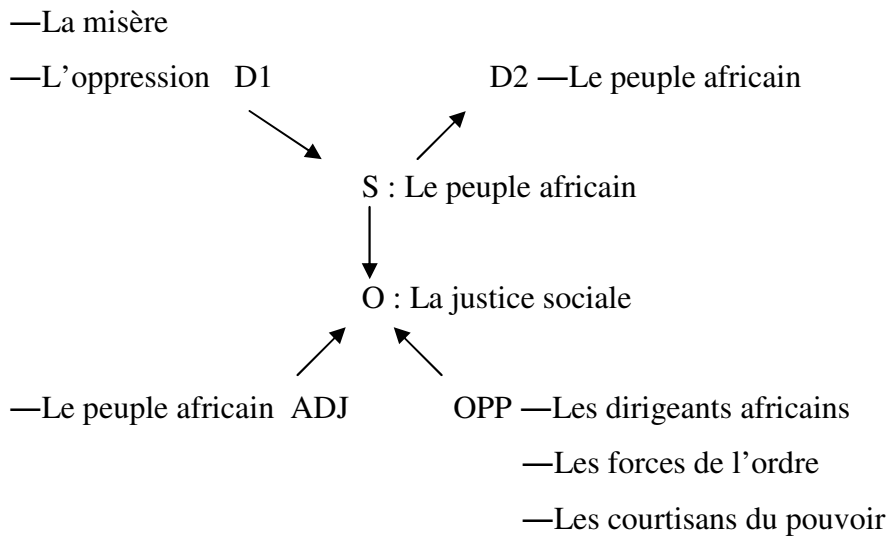 —La misère
—L’oppression D1 D2 —Le peuple africain
S : Le peuple africain
O : La justice sociale
—Le peuple africain ADJ OPP —Les dirigeants africains
—Les forces de l’ordre
—Les courtisans du pouvoir